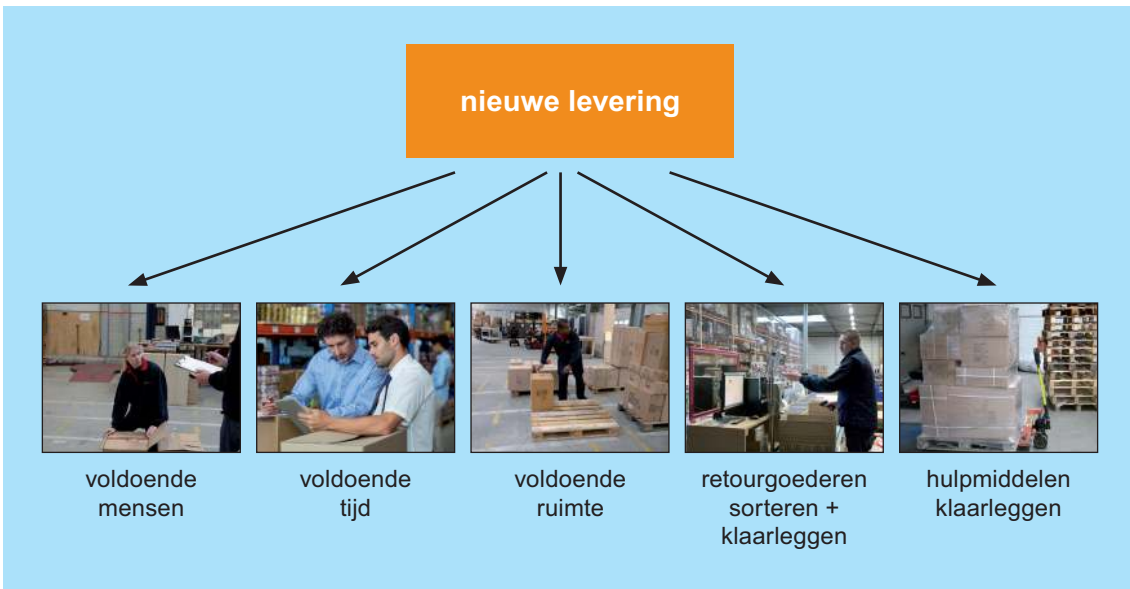 nieuwe levering
voldoende
mensen
voldoende
tijd
voldoende
ruimte
retourgoederen
sorteren +
klaarleggen
hulpmiddelen
klaarleggen